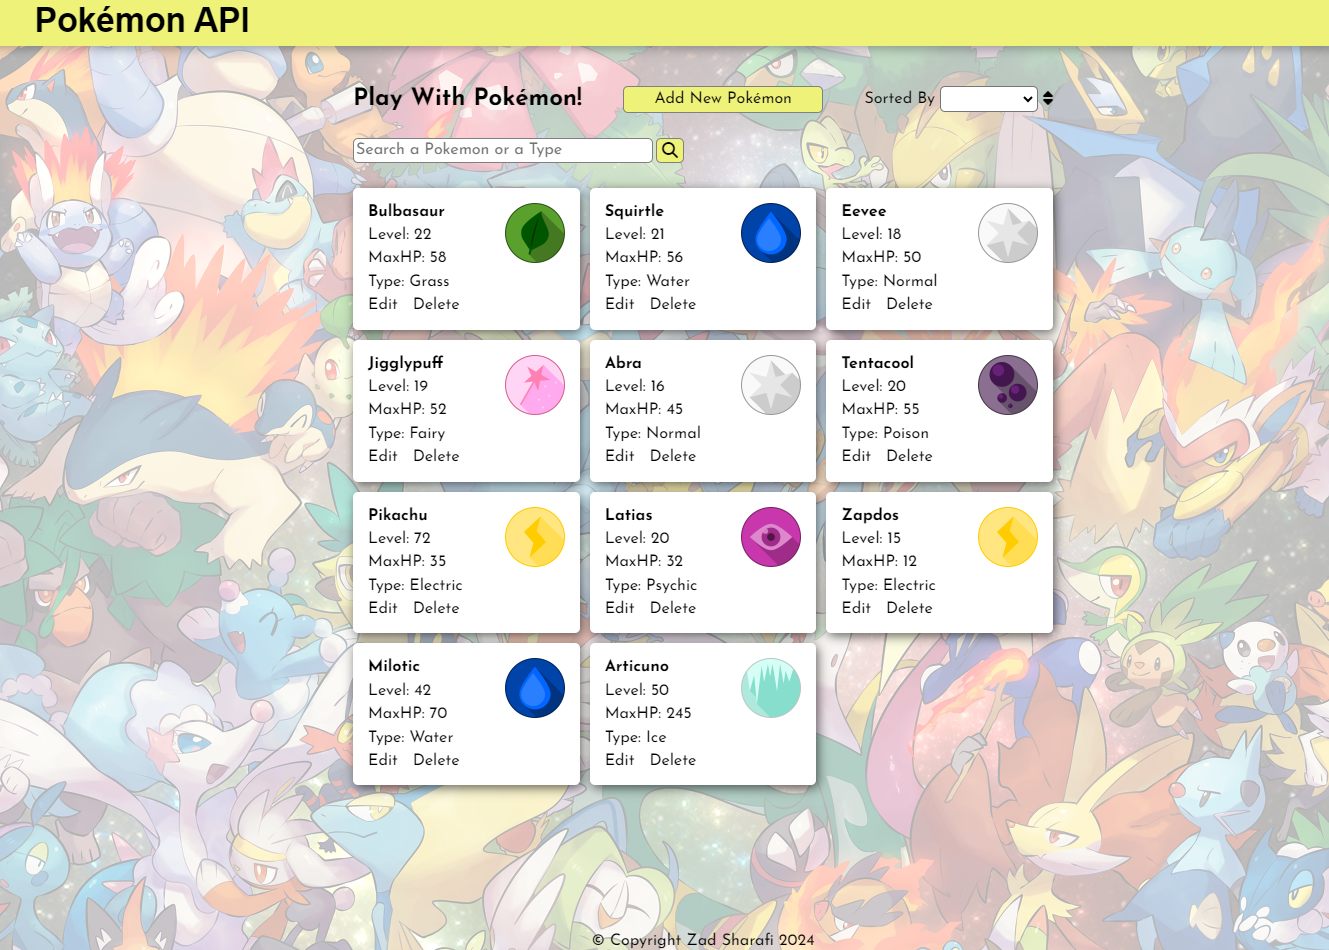 Pokémon API
Play With Pokémon!
Add New Pokémon
Sorted By
Search a Pokemon or a Type
Bulbasaur
Level: 22
MaxHP: 58
Type: Grass
Edit Delete
Squirtle
Level: 21
MaxHP: 56
Type: Water
Edit Delete
Eevee
Level: 18
MaxHP: 50
Type: Normal
Edit Delete
Jigglypuff
Level: 19
MaxHP: 52
Type: Fairy
Edit Delete
Abra
Level: 16
MaxHP: 45
Type: Normal
Edit Delete
Tentacool
Level: 20
MaxHP: 55
Type: Poison
Edit Delete
Pikachu
Level: 72
MaxHP: 35
Type: Electric
Edit Delete
Latias
Level: 20
MaxHP: 32
Type: Psychic
Edit Delete
Zapdos
Level: 15
MaxHP: 12
Type: Electric
Edit Delete
Milotic
Level: 42
MaxHP: 70
Type: Water
Edit Delete
Articuno
Level: 50
MaxHP: 245
Type: Ice
Edit Delete
© Copyright Zad Sharafi 2024